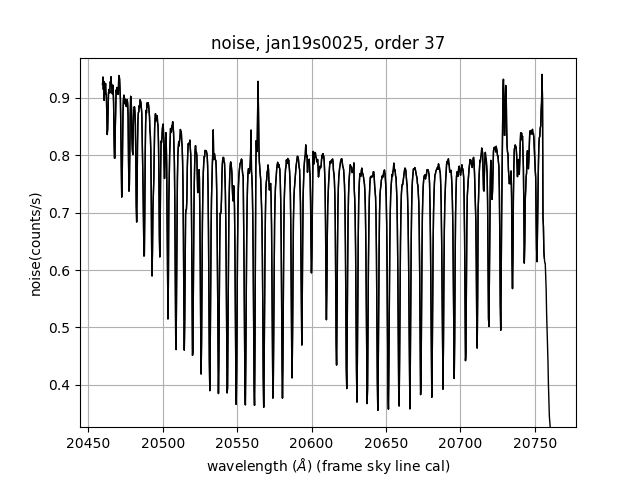 noise, jan19s0025, order 37
noise(counts/s)
0.9
0.8
0.7
0.6
0.5
0.4
20450 20500 20550 20600 20650 20700 20750
wavelength (Å) (frame sky line cal)